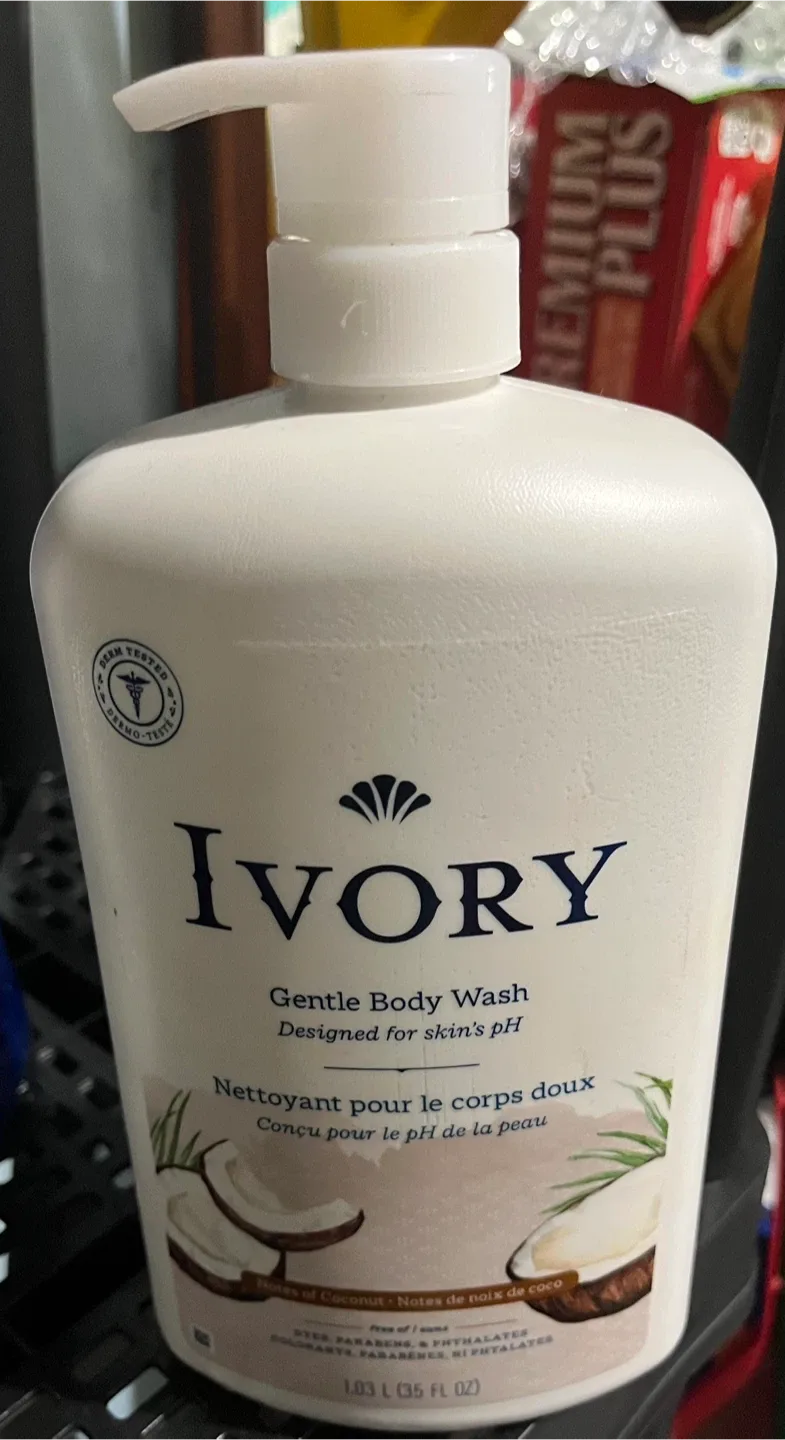 PREMIUM
PLUS
DERM TESTED
DERMO-TESTÉ
IVORY
Gentle Body Wash
Designed for skin's pH
Nettoyant pour le corps doux
Conçu pour le pH de la peau
Notes of Coconut • Notes de noix de coco
free of / sans
DYES, PARABENS, & PHTHALATES
COLORANTS, PARABÈNES, NI PHTALATES
1.03 L (35 FL OZ)